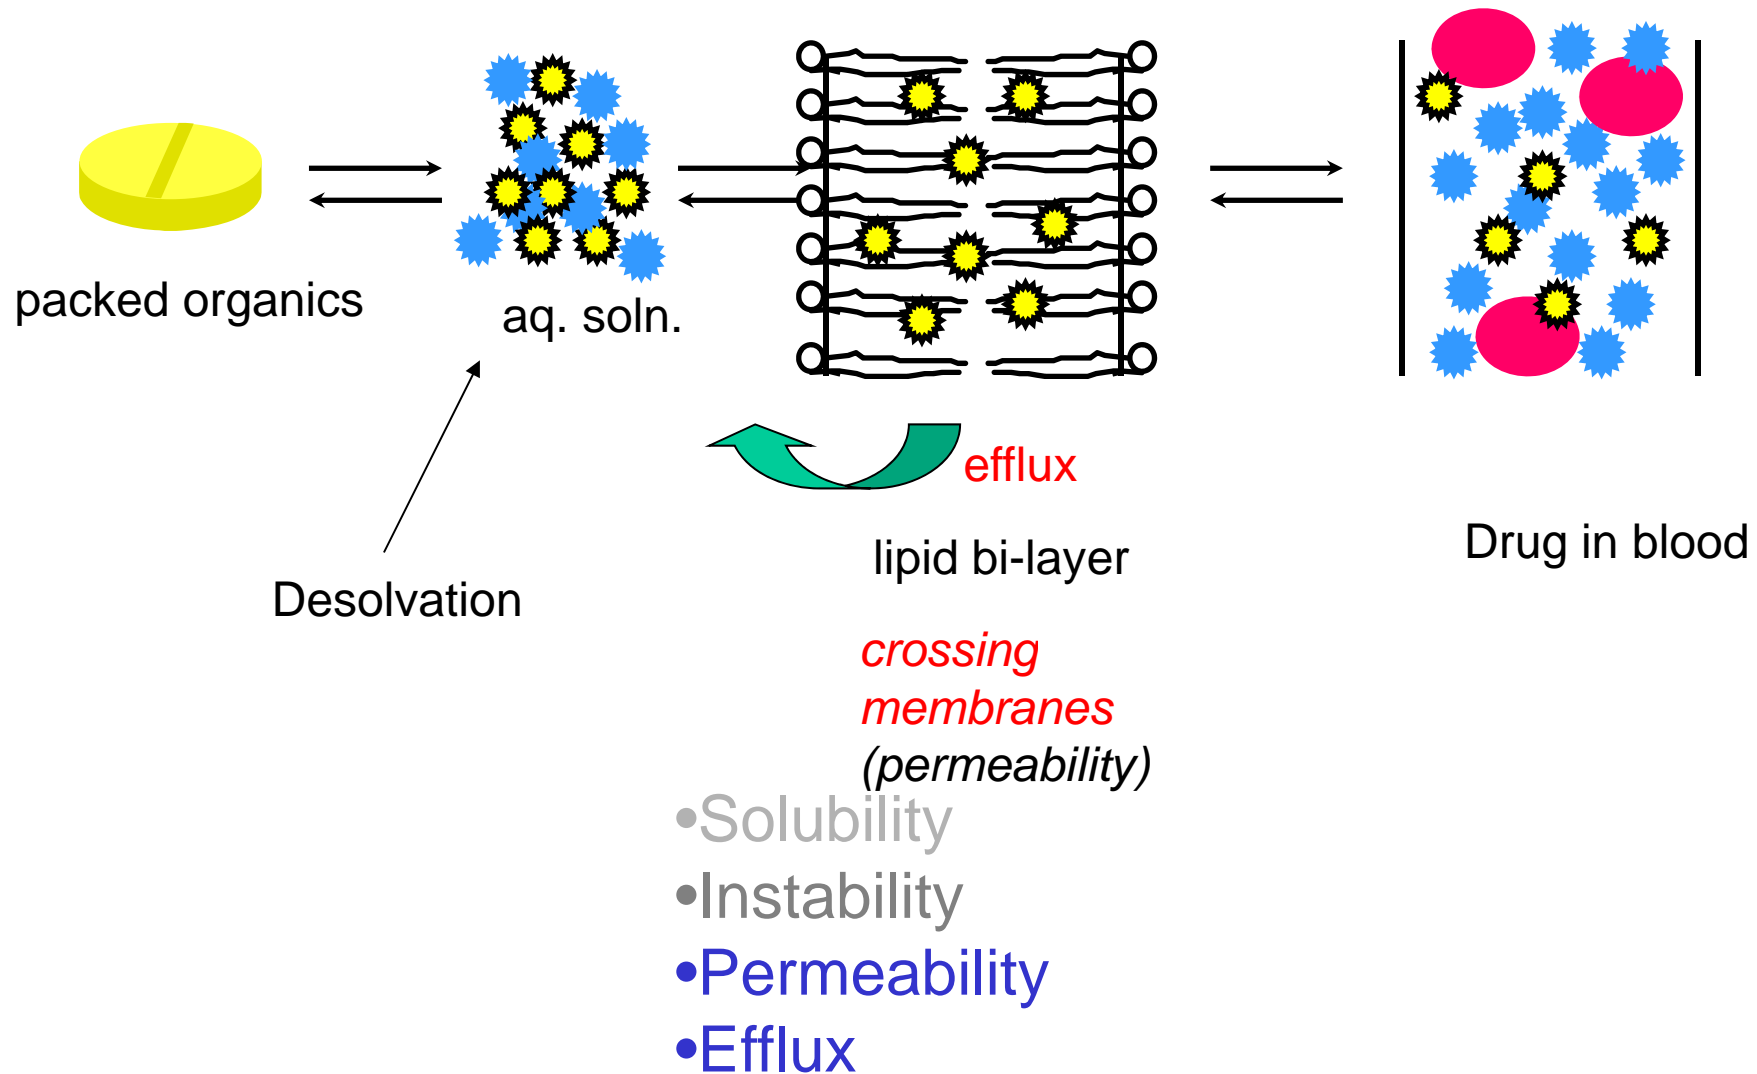 packed organics
aq. soln.
efflux
lipid bi-layer
Drug in blood
Desolvation
crossing
membranes
(permeability)
•Solubility
•Instability
•Permeability
•Efflux